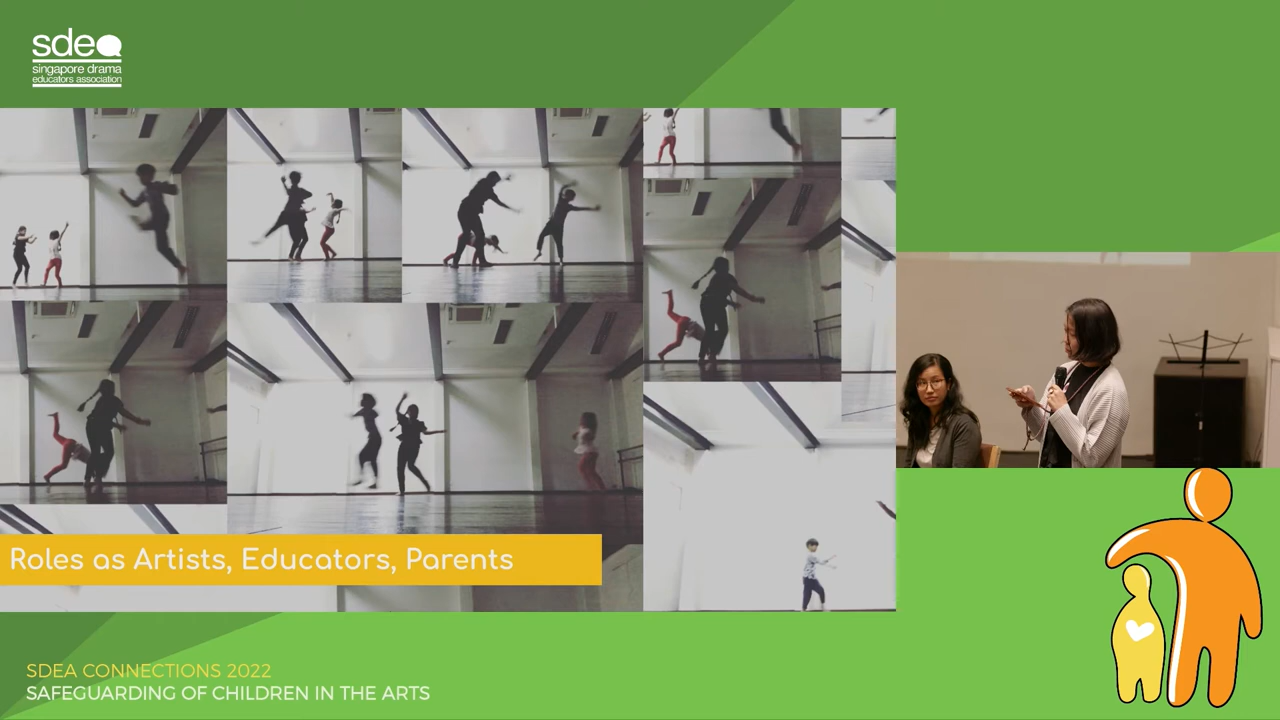 sdea
singapore drama
educators association
Roles as Artists, Educators, Parents
SDEA CONNECTIONS 2022
SAFEGUARDING OF CHILDREN IN THE ARTS